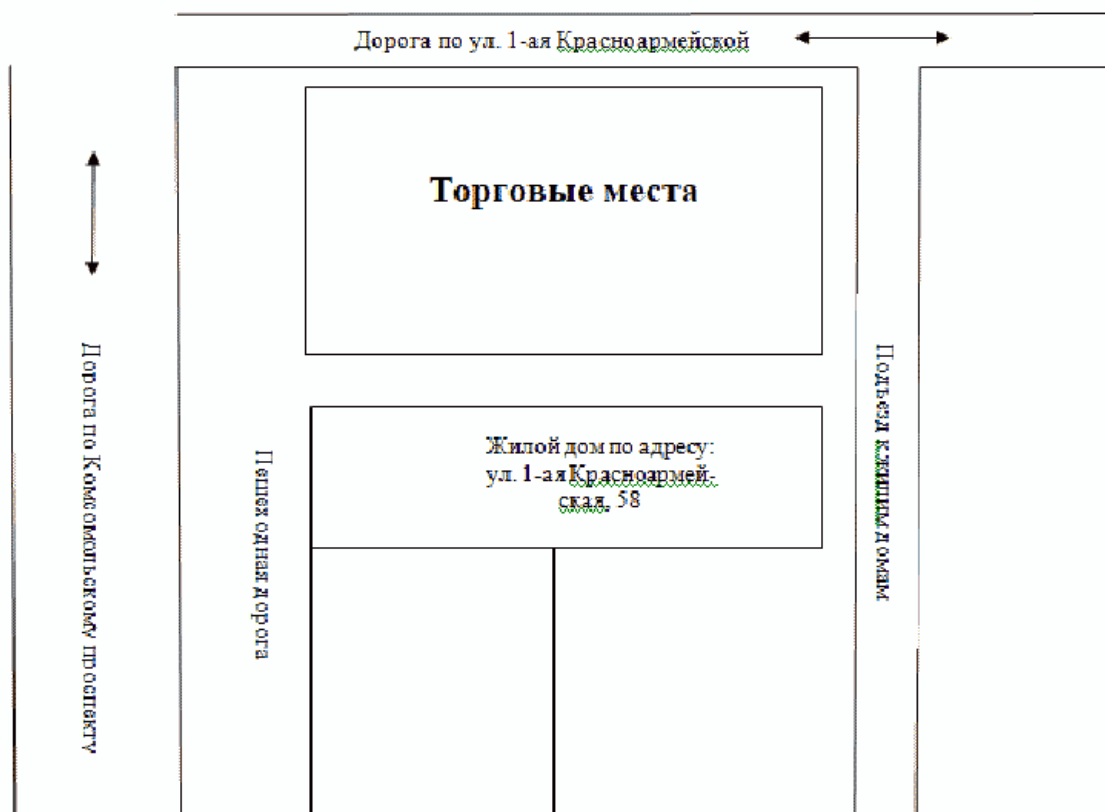 Дорога по ул. 1-ая Красноармейской
Торговые места
Дорога по Комсомольскому проспекту
Пешеходная дорога
Жилой дом по адресу:
ул. 1-ая Красноармей-
ская, 58
Подъезд к жилым домам